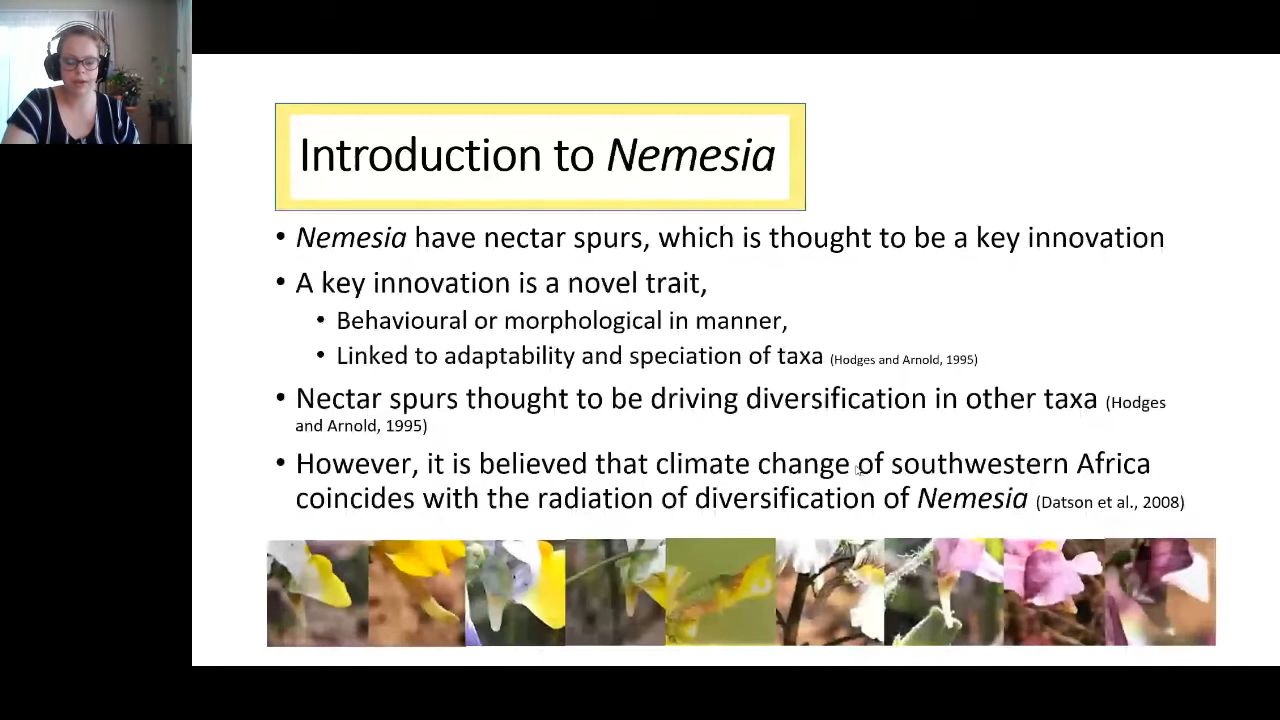 Introduction to Nemesia
• Nemesia have nectar spurs, which is thought to be a key innovation
• A key innovation is a novel trait,
• Behavioural or morphological in manner,
• Linked to adaptability and speciation of taxa (Hodges and Arnold, 1995)
• Nectar spurs thought to be driving diversification in other taxa (Hodges
and Arnold, 1995)
• However, it is believed that climate change of southwestern Africa
coincides with the radiation of diversification of Nemesia (Datson et al., 2008)